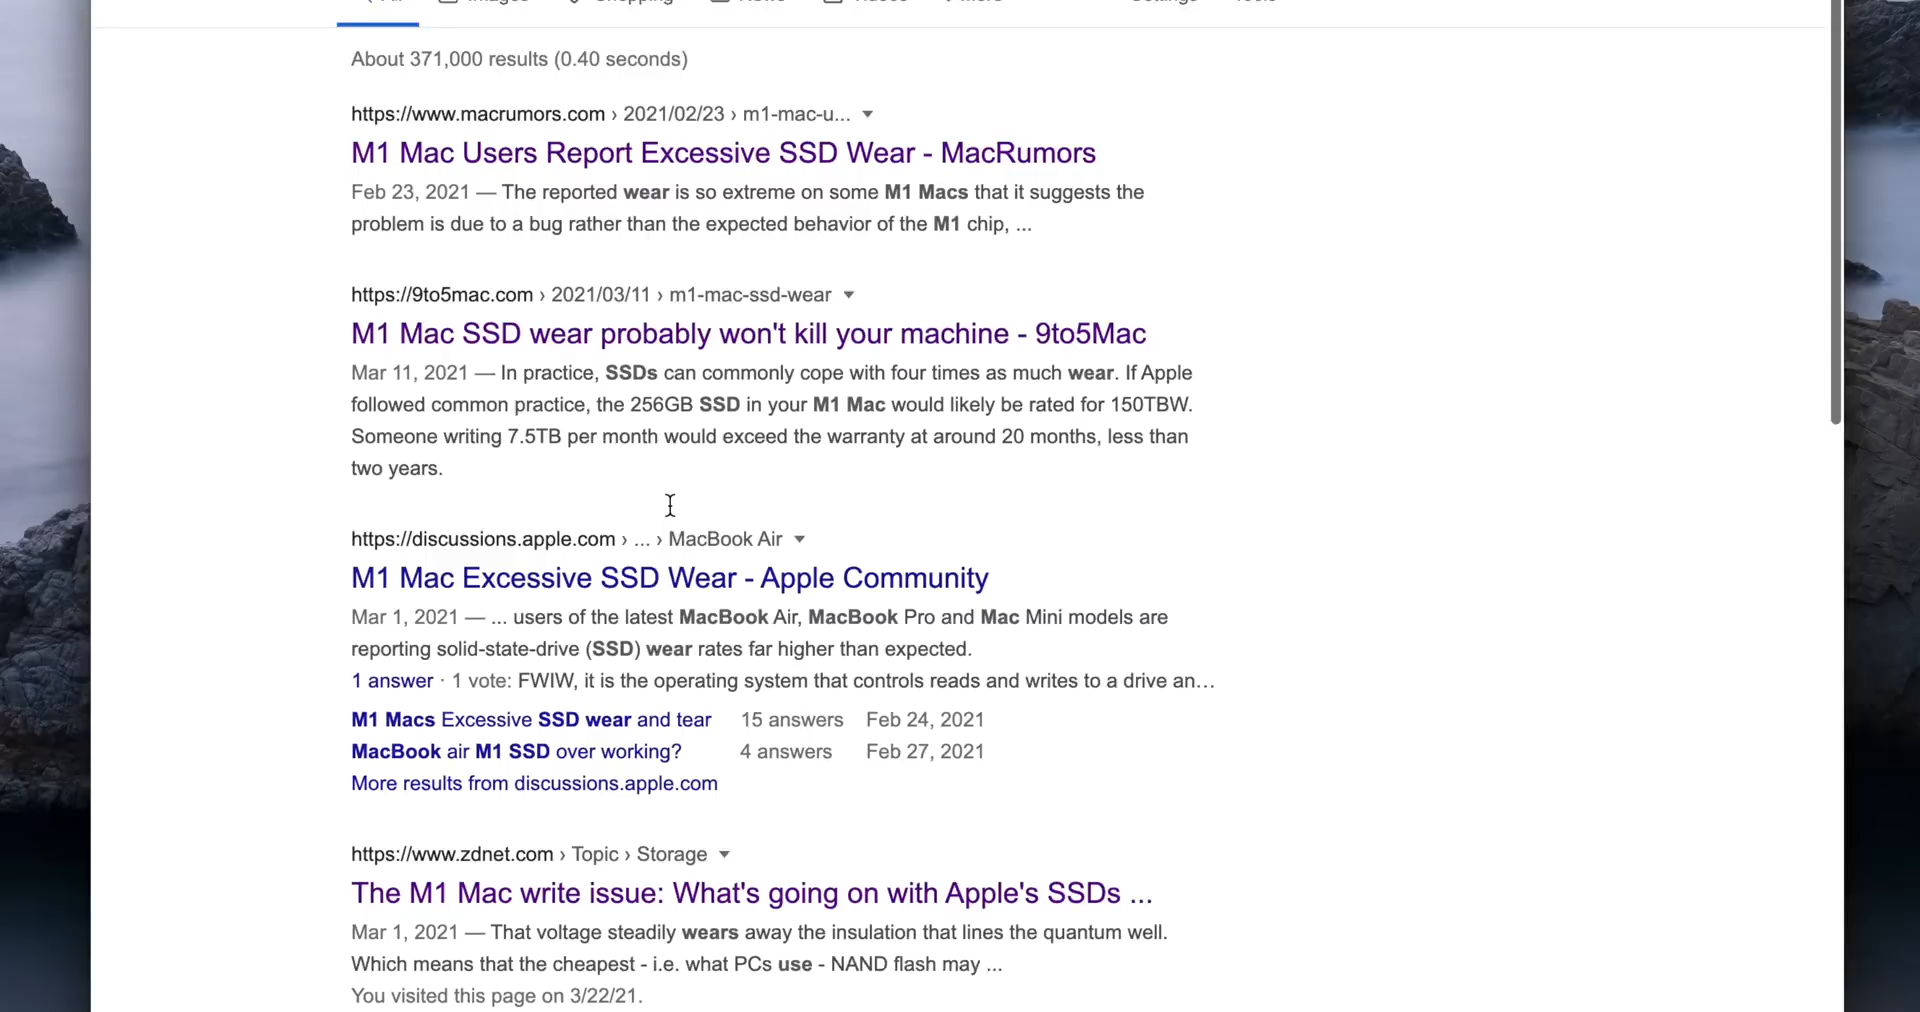 About 371,000 results (0.40 seconds)
https://www.macrumors.com › 2021/02/23 › m1-mac-u...
M1 Mac Users Report Excessive SSD Wear - MacRumors
Feb 23, 2021 — The reported wear is so extreme on some M1 Macs that it suggests the
problem is due to a bug rather than the expected behavior of the M1 chip, ...
https://9to5mac.com › 2021/03/11 › m1-mac-ssd-wear
M1 Mac SSD wear probably won't kill your machine - 9to5Mac
Mar 11, 2021 — In practice, SSDs can commonly cope with four times as much wear. If Apple
followed common practice, the 256GB SSD in your M1 Mac would likely be rated for 150TBW.
Someone writing 7.5TB per month would exceed the warranty at around 20 months, less than
two years.
https://discussions.apple.com › ... › MacBook Air
M1 Mac Excessive SSD Wear - Apple Community
Mar 1, 2021 — ... users of the latest MacBook Air, MacBook Pro and Mac Mini models are
reporting solid-state-drive (SSD) wear rates far higher than expected.
1 answer · 1 vote: FWIW, it is the operating system that controls reads and writes to a drive an...
M1 Macs Excessive SSD wear and tear 15 answers Feb 24, 2021
MacBook air M1 SSD over working? 4 answers Feb 27, 2021
More results from discussions.apple.com
https://www.zdnet.com › Topic › Storage
The M1 Mac write issue: What's going on with Apple's SSDs ...
Mar 1, 2021 — That voltage steadily wears away the insulation that lines the quantum well.
Which means that the cheapest - i.e. what PCs use - NAND flash may ...
You visited this page on 3/22/21.